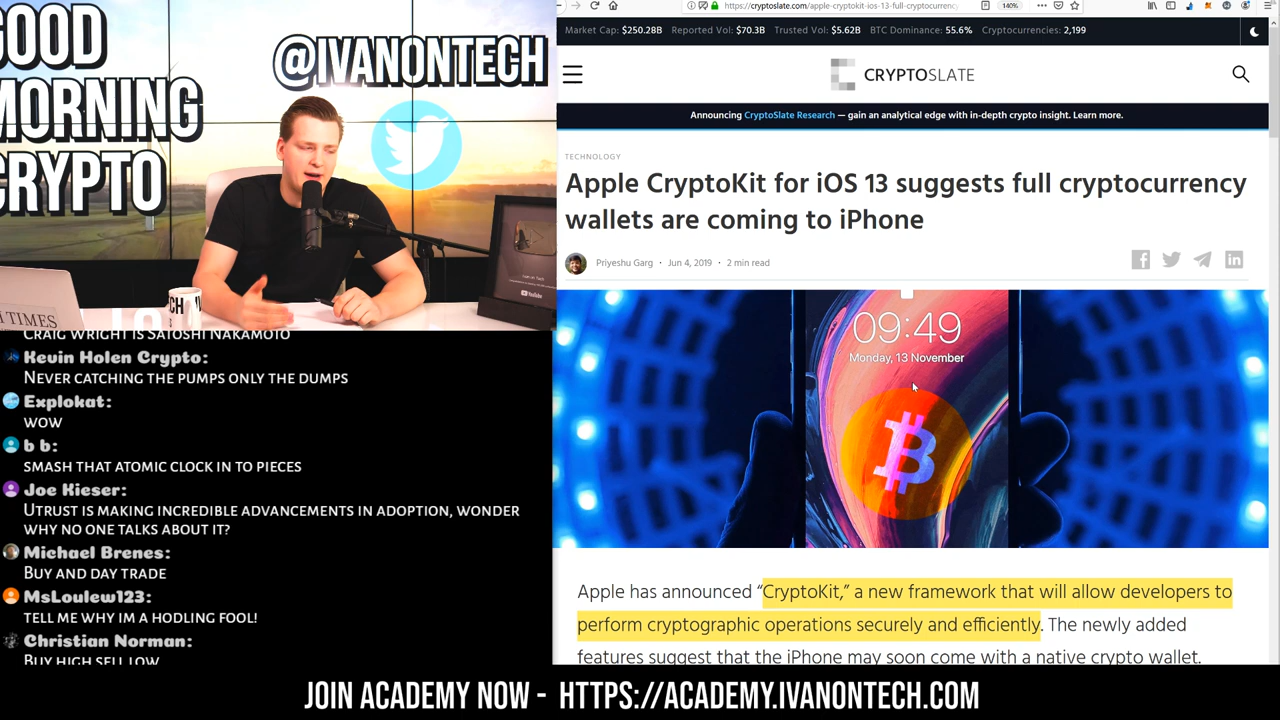 GOOD
MORNING
CRYPTO
@IVANONTECH
TIMES
YouTube
CRAIG WRIGHT IS SATOSHI NAKAMOTO
Kevin Holen Crypto:
NEVER CATCHING THE PUMPS ONLY THE DUMPS
Explokat:
WOW
b b:
SMASH THAT ATOMIC CLOCK IN TO PIECES
Joe Kieser:
UTRUST IS MAKING INCREDIBLE ADVANCEMENTS IN ADOPTION, WONDER
WHY NO ONE TALKS ABOUT IT?
Michael Brenes:
BUY AND DAY TRADE
MsLoulew123:
TELL ME WHY IM A HODLING FOOL!
Christian Norman:
BUY HIGH SELL LOW
https://cryptoslate.com/apple-cryptokit-ios-13-full-cryptocurrency
140%
Market Cap: $250.28B Reported Vol: $70.3B Trusted Vol: $5.62B BTC Dominance: 55.6% Cryptocurrencies: 2,199
CRYPTOSLATE
Announcing CryptoSlate Research — gain an analytical edge with in-depth crypto insight. Learn more.
TECHNOLOGY
Apple CryptoKit for iOS 13 suggests full cryptocurrency
wallets are coming to iPhone
Priyeshu Garg · Jun 4, 2019 · 2 min read
09:49
Monday, 13 November
Apple has announced “CryptoKit,” a new framework that will allow developers to
perform cryptographic operations securely and efficiently. The newly added
features suggest that the iPhone may soon come with a native crypto wallet.
JOIN ACADEMY NOW - HTTPS://ACADEMY.IVANONTECH.COM